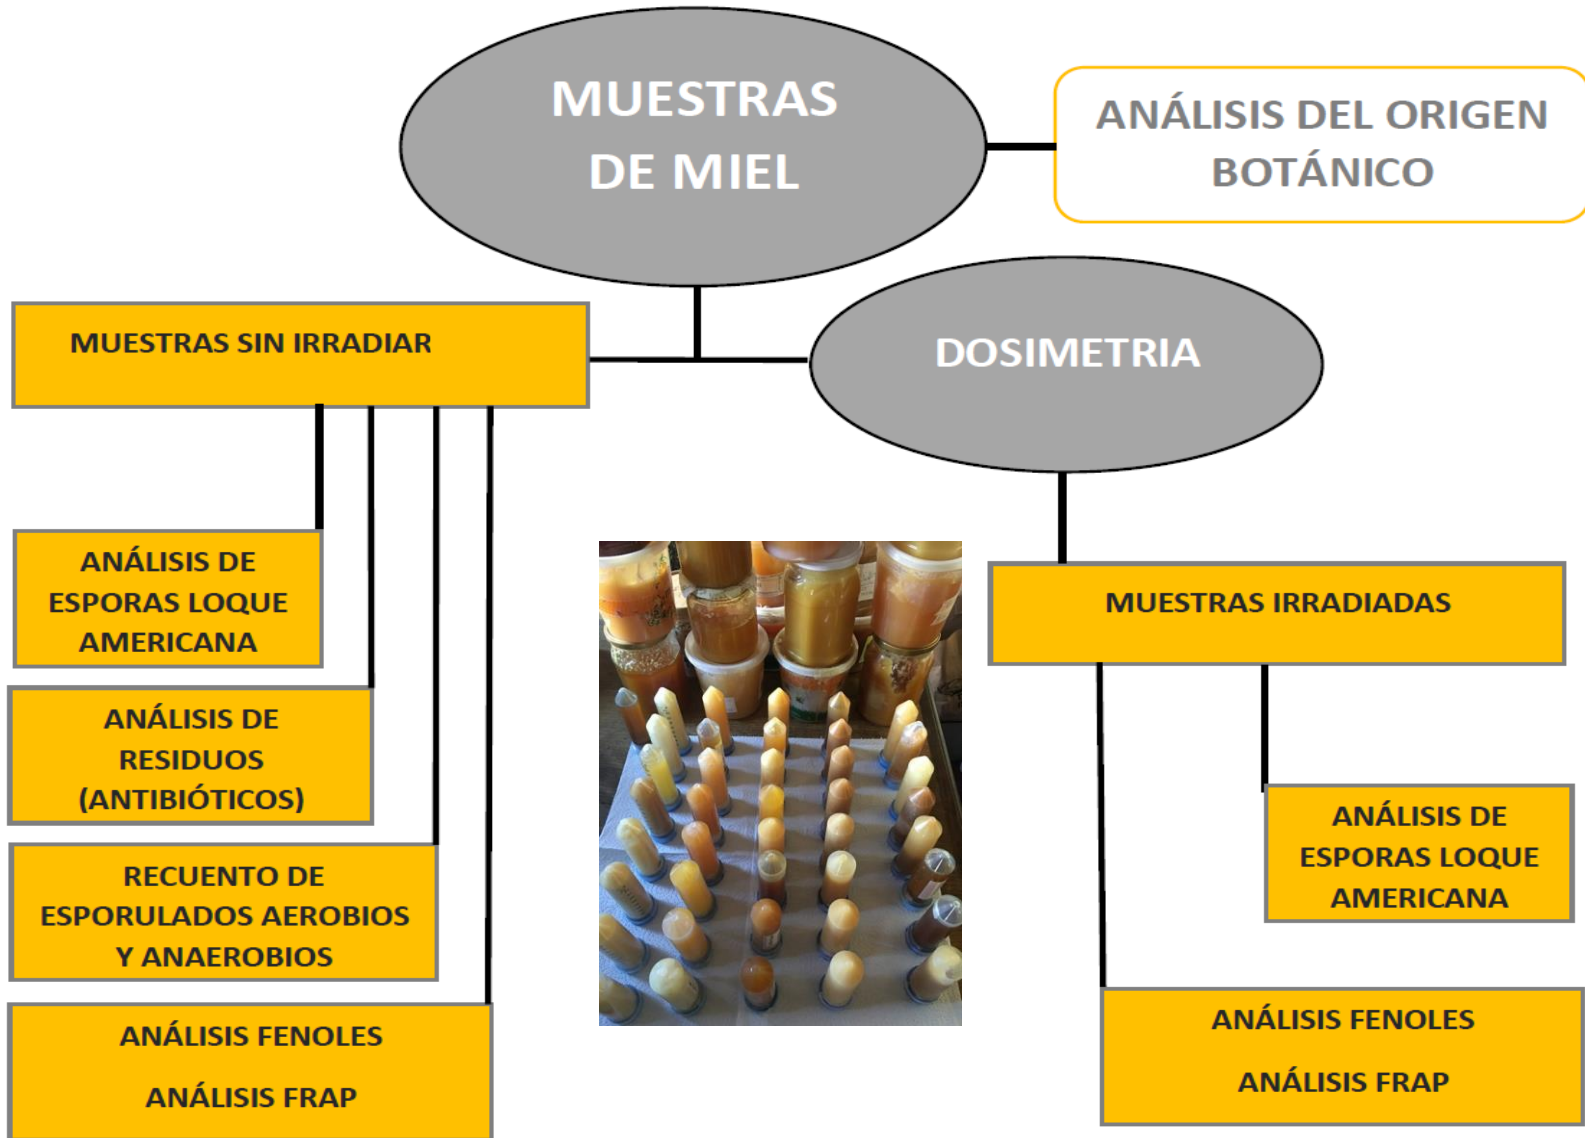 MUESTRAS
DE MIEL
ANÁLISIS DEL ORIGEN
BOTÁNICO
MUESTRAS SIN IRRADIAR
DOSIMETRIA
ANÁLISIS DE
ESPORAS LOQUE
AMERICANA
ANÁLISIS DE
RESIDUOS
(ANTIBIÓTICOS)
RECUENTO DE
ESPORULADOS AEROBIOS
Y ANAEROBIOS
ANÁLISIS FENOLES
ANÁLISIS FRAP
MUESTRAS IRRADIADAS
ANÁLISIS DE
ESPORAS LOQUE
AMERICANA
ANÁLISIS FENOLES
ANÁLISIS FRAP